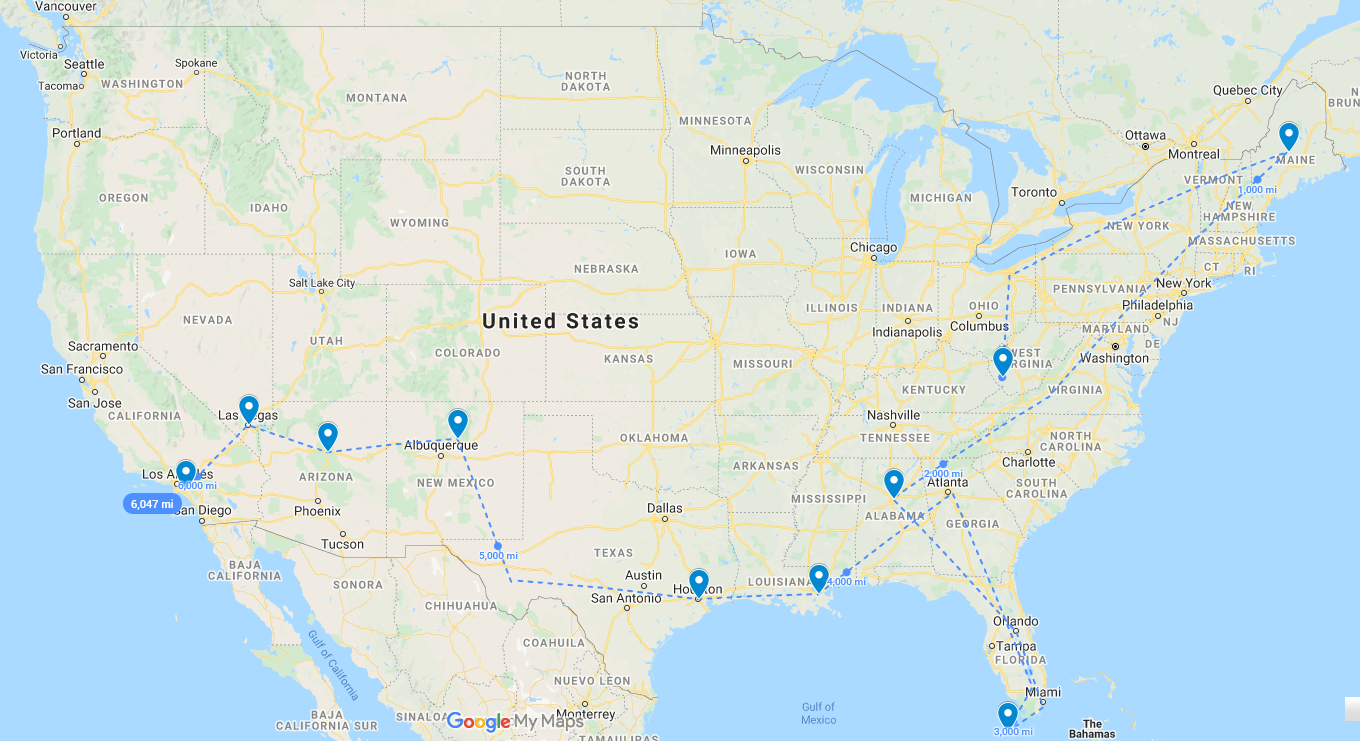 Vancouver
Victoria
Seattle
Spokane
Tacoma
WASHINGTON
MONTANA
NORTH
DAKOTA
MINNESOTA
Quebec City
N
BRUN
Portland
Minneapolis
Ottawa
Montreal
MAINE
WISCONSIN
SOUTH
DAKOTA
VERMONT
1,000 mi
OREGON
IDAHO
MICHIGAN
Toronto
NEW
HAMPSHIRE
WYOMING
NEW YORK
MASSACHUSETTS
Chicago
IOWA
NEBRASKA
CT
RI
Salt Lake City
PENNSYLVANIA
New York
ILLINOIS
INDIANA
OHIO
Philadelphia
NEVADA
United States
Indianapolis
Columbus
NJ
MARYLAND
DE
UTAH
Sacramento
San Francisco
COLORADO
KANSAS
MISSOURI
WEST
VIRGINIA
Washington
San Jose
CALIFORNIA
KENTUCKY
VIRGINIA
Las Vegas
Nashville
TENNESSEE
Albuquerque
OKLAHOMA
NORTH
CAROLINA
Charlotte
ARKANSAS
Los Angeles
6,000 mi
ARIZONA
NEW MEXICO
2,000 mi
Atlanta
SOUTH
CAROLINA
6,047 mi
San Diego
Phoenix
Dallas
MISSISSIPPI
ALABAMA
GEORGIA
Tucson
5,000 mi
TEXAS
BAJA
CALIFORNIA
SONORA
Austin
Houston
LOUISIANA
4,000 mi
San Antonio
CHIHUAHUA
Orlando
Gulf of California
COAHUILA
Tampa
FLORIDA
NUEVO LEON
Miami
BAJA
CALIFORNIA SUR
SINALOA
Google My Maps
Monterrey
Gulf of
Mexico
3,000 mi
The
Bahamas
TAMAULIPAS